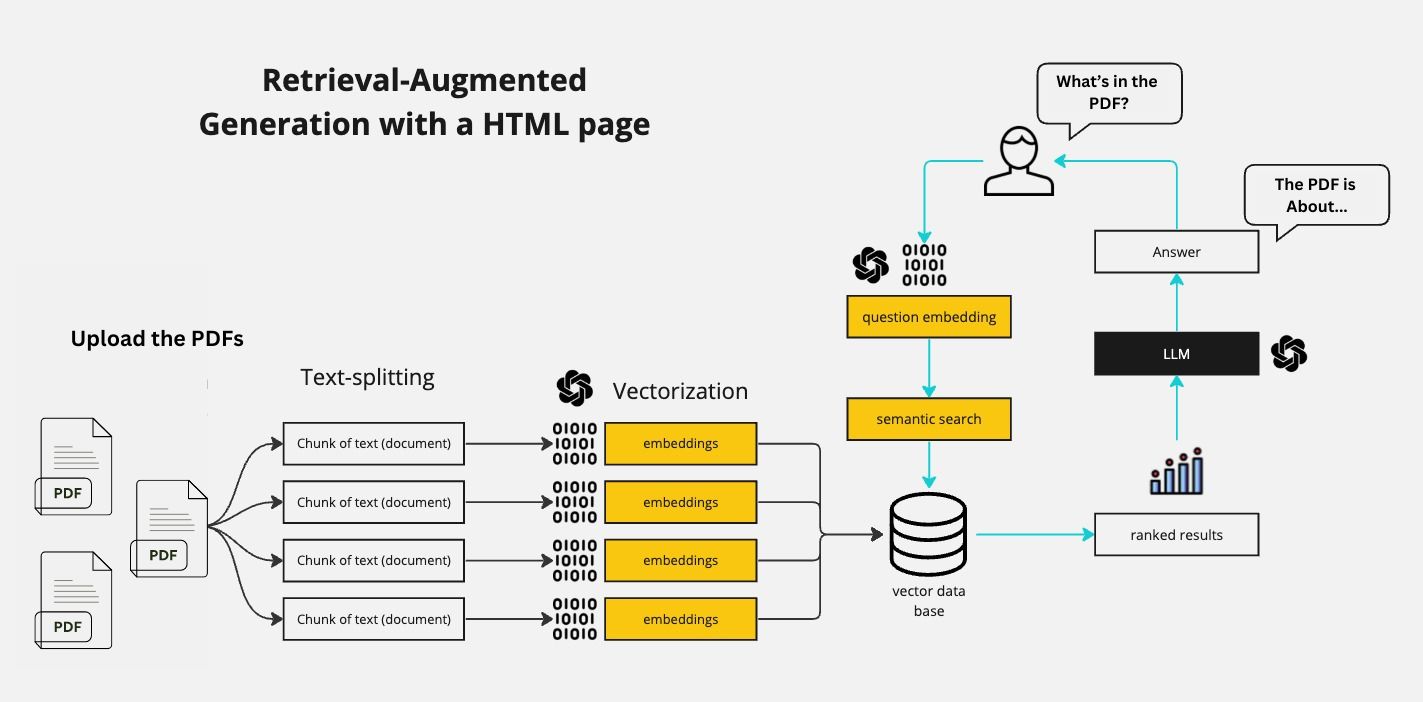 Retrieval-Augmented
Generation with a HTML page
What's in the
PDF?
The PDF is
About...
Answer
LLM
ranked results
01010
10101
01010
question embedding
semantic search
vector data
base
Upload the PDFs
PDF
PDF
PDF
Text-splitting
Chunk of text (document)
Chunk of text (document)
Chunk of text (document)
Chunk of text (document)
Vectorization
01010
10101
01010
embeddings
01010
10101
01010
embeddings
01010
10101
01010
embeddings
01010
10101
01010
embeddings